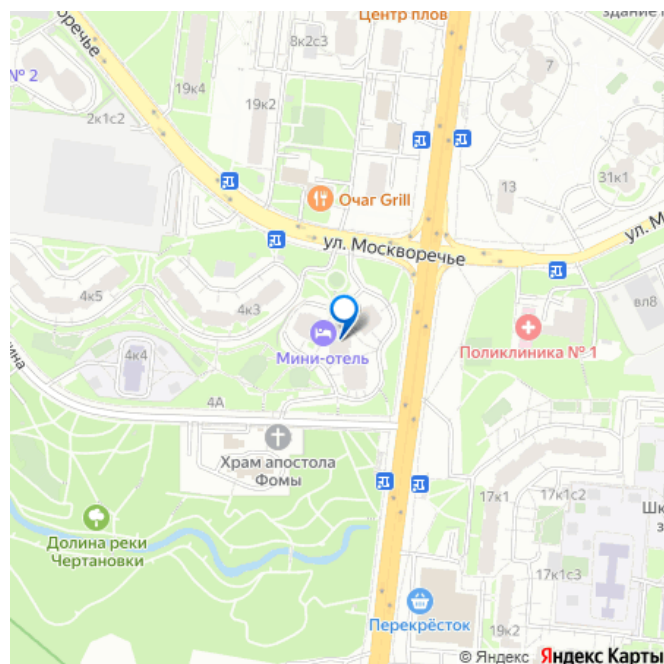 Центр плов
здание
речье
8к2с3
№ 2
19к4
7
19к2
2к1с2
31к1
13
Очаг Grill
ул. Москворечье
ул. М
4к5
4к3
вл8
Мини-отель
Поликлиника № 1
4к4
ина
4А
Храм апостола
Фомы
17к1
17к1с2
Шк
з
Долина реки
Чертановки
17к1с3
Перекрёсток
19к2
© Яндекс Яндекс Карты